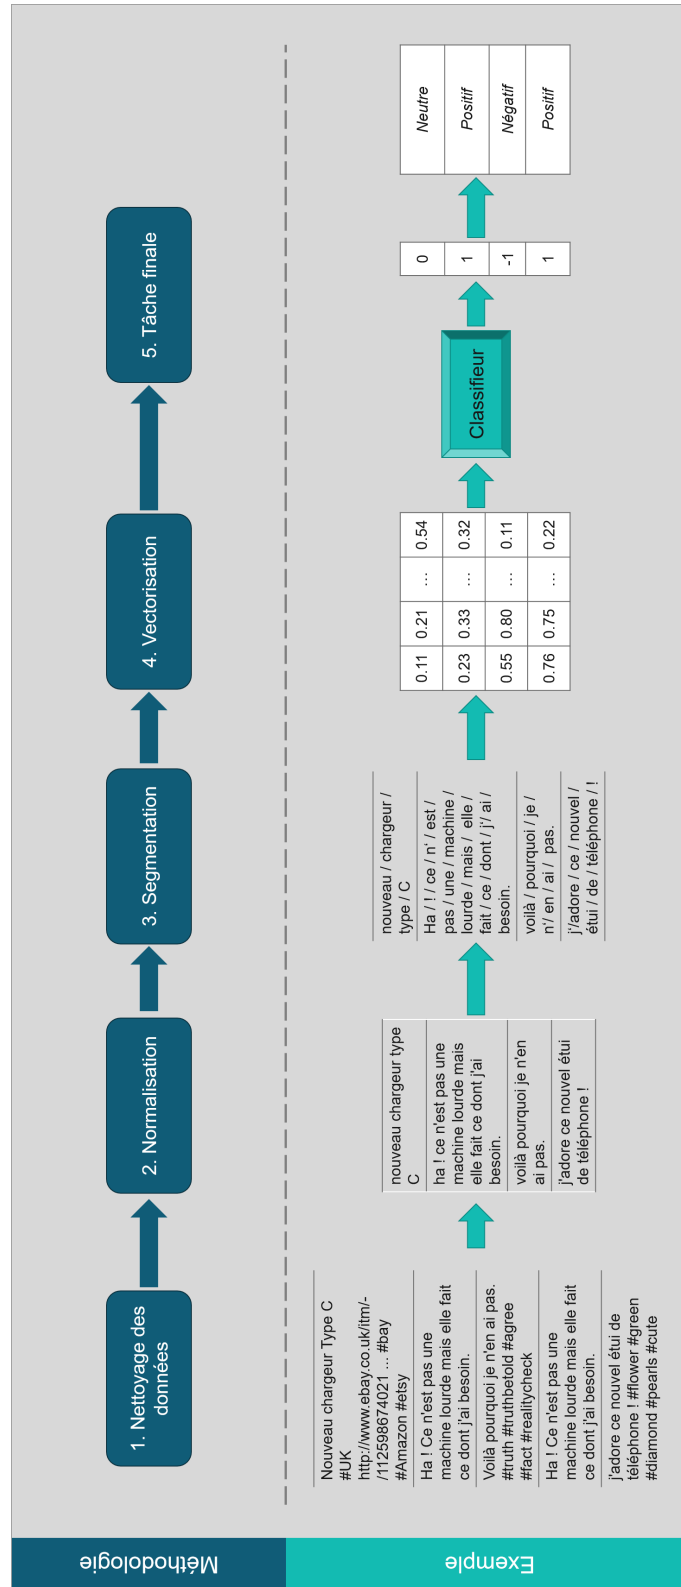 Méthodologie
1. Nettoyage des
données
2. Normalisation
3. Segmentation
4. Vectorisation
5. Tâche finale
Exemple
Nouveau chargeur Type C
#UK
http://www.ebay.co.uk/itm/-
/112598674021 ... #bay
#Amazon #etsy
Ha ! Ce n'est pas une
machine lourde mais elle fait
ce dont j'ai besoin.
Voilà pourquoi je n'en ai pas.
#truth #truthbetold #agree
#fact #realitycheck
Ha ! Ce n'est pas une
machine lourde mais elle fait
ce dont j'ai besoin.
j'adore ce nouvel étui de
téléphone ! #flower #green
#diamond #pearls #cute
nouveau chargeur type
C
ha ! ce n'est pas une
machine lourde mais
elle fait ce dont j'ai
besoin.
voilà pourquoi je n'en
ai pas.
j'adore ce nouvel étui
de téléphone !
nouveau / chargeur /
type / C
Ha / ! / ce / n' / est /
pas / une / machine /
lourde / mais / elle /
fait / ce / dont / j'/ ai /
besoin.
voilà / pourquoi / je /
n'/ en / ai / pas.
j'/adore / ce / nouvel /
étui / de / téléphone / !
0.11 0.21 ... 0.54
0.23 0.33 ... 0.32
0.55 0.80 ... 0.11
0.76 0.75 ... 0.22
Classifieur
0
1
-1
1
Neutre
Positif
Négatif
Positif